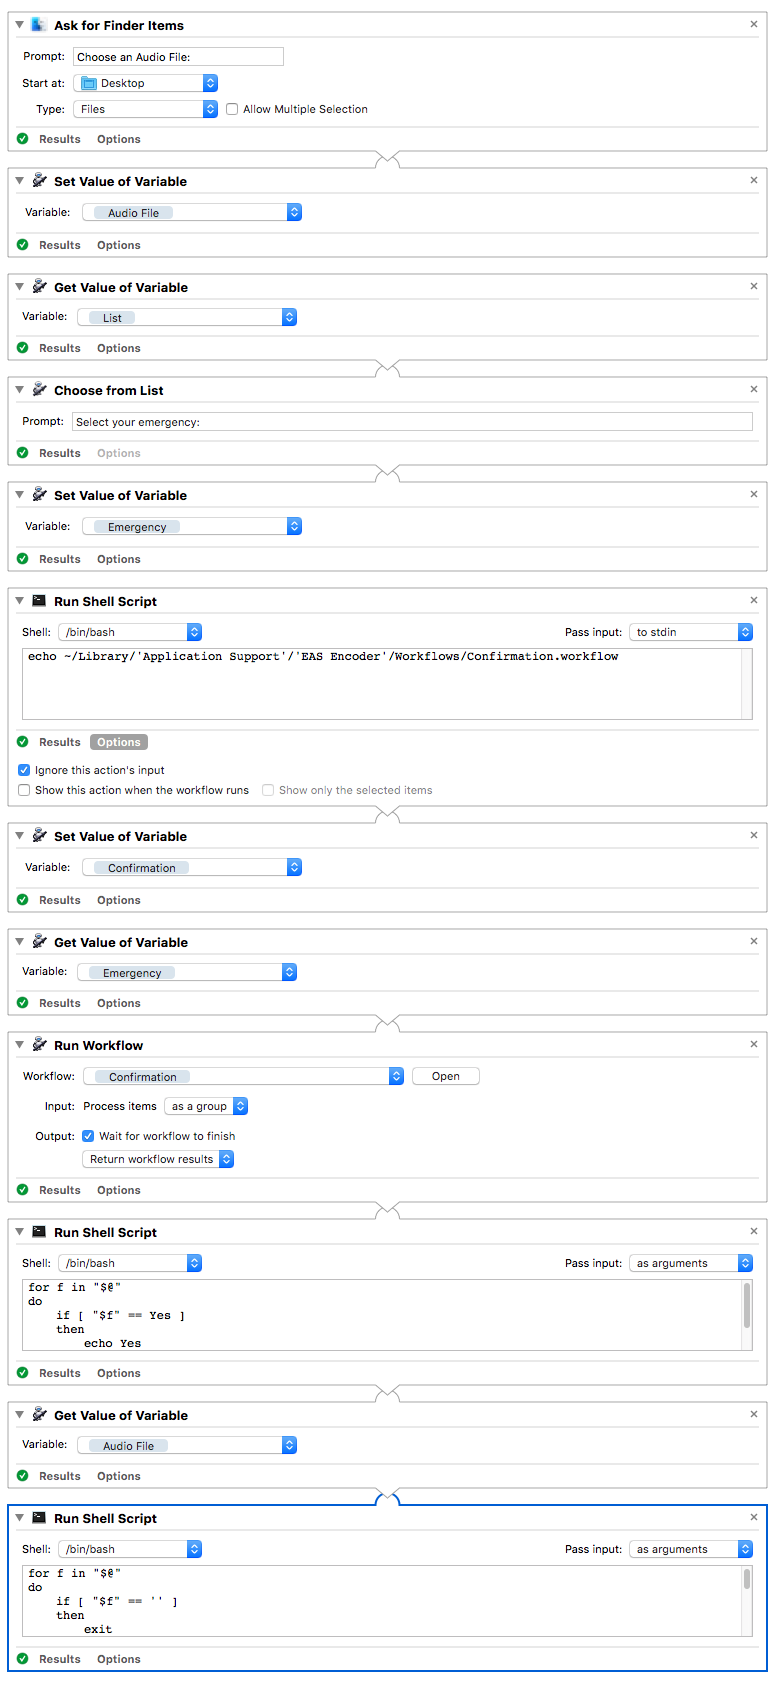 Ask for Finder Items
Prompt: Choose an Audio File:
Start at: Desktop
Type: Files Allow Multiple Selection
Results Options
Set Value of Variable
Variable: Audio File
Results Options
Get Value of Variable
Variable: List
Results Options
Choose from List
Prompt: Select your emergency:
Results Options
Set Value of Variable
Variable: Emergency
Results Options
Run Shell Script
Shell: /bin/bash Pass input: to stdin
echo ~/Library/'Application Support'/'EAS Encoder'/Workflows/Confirmation.workflow
Results Options
Ignore this action's input
Show this action when the workflow runs Show only the selected items
Set Value of Variable
Variable: Confirmation
Results Options
Get Value of Variable
Variable: Emergency
Results Options
Run Workflow
Workflow: Confirmation Open
Input: Process items as a group
Output: Wait for workflow to finish
Return workflow results
Results Options
Run Shell Script
Shell: /bin/bash Pass input: as arguments
for f in "$@"
do
if [ "$f" == Yes ]
then
echo Yes
Results Options
Get Value of Variable
Variable: Audio File
Results Options
Run Shell Script
Shell: /bin/bash Pass input: as arguments
for f in "$@"
do
if [ "$f" == '' ]
then
exit
Results Options